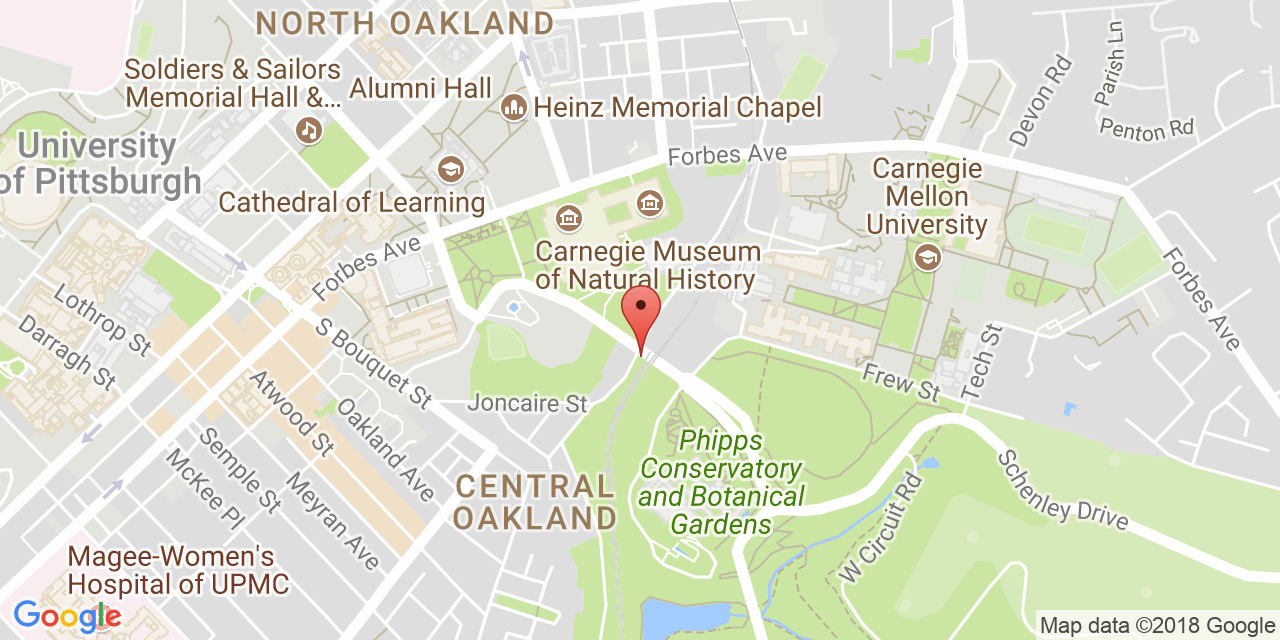 NORTH OAKLAND
Soldiers & Sailors
Memorial Hall &...
Alumni Hall
Heinz Memorial Chapel
Devon Rd
Parish Ln
Penton Rd
University
of Pittsburgh
Cathedral of Learning
Forbes Ave
Carnegie
Mellon
University
Forbes Ave
Carnegie Museum
of Natural History
Forbes Ave
Lothrop St
Darragh St
S Bouquet St
Joncaire St
Frew St
Tech St
Atwood St
Oakland Ave
Semple St
McKee Pl
Meyran Ave
CENTRAL
OAKLAND
Phipps
Conservatory
and Botanical
Gardens
W Circuit Rd
Schenley Drive
Magee-Women's
Hospital of UPMC
Google
Map data ©2018 Google